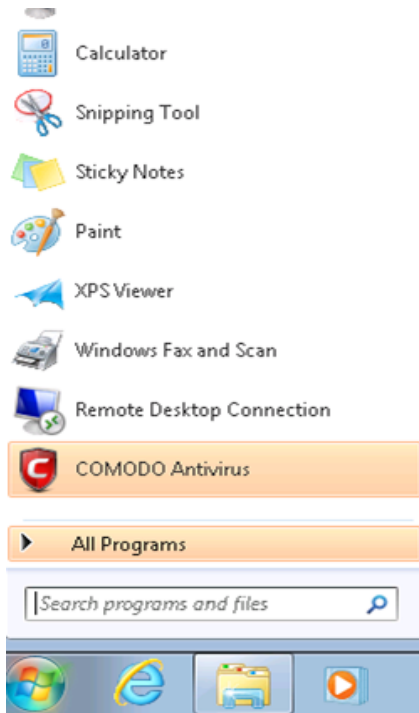 Calculator
Snipping Tool
Sticky Notes
Paint
XPS Viewer
Windows Fax and Scan
Remote Desktop Connection
COMODO Antivirus
All Programs
Search programs and files